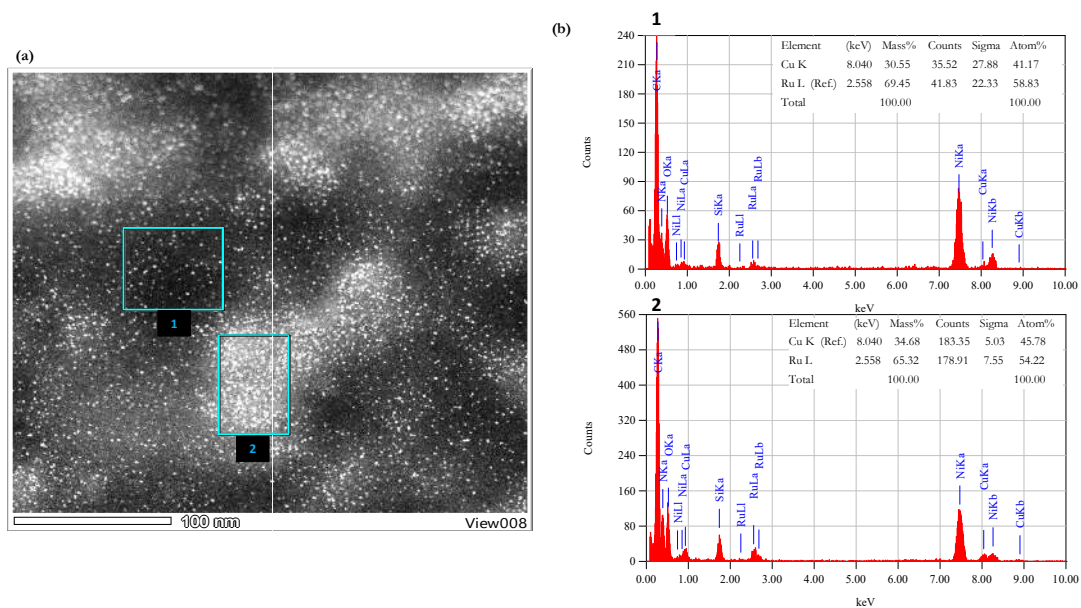 (a)
1
2
100 nm
View008
(b)
1
240
210
180
150
120
90
60
30
0
Counts
Element (keV) Mass% Counts Sigma Atom%
Cu K 8.040 30.55 35.52 27.88 41.17
Ru L (Ref.) 2.558 69.45 41.83 22.33 58.83
Total 100.00 100.00
CKa
NKa
OKa
NiLl
NiLa
CuLa
SiKa
RuLl
RuLa
RuLb
NiKa
CuKa
NiKb
CuKb
0.00 1.00 2.00 3.00 4.00 5.00 6.00 7.00 8.00 9.00 10.00
keV
2
560
480
400
320
240
160
80
0
Counts
Element (keV) Mass% Counts Sigma Atom%
Cu K (Ref.) 8.040 34.68 183.35 5.03 45.78
Ru L 2.558 65.32 178.91 7.55 54.22
Total 100.00 100.00
CKa
NKa
OKa
NiLl
NiLa
CuLa
SiKa
RuLl
RuLa
RuLb
NiKa
CuKa
NiKb
CuKb
0.00 1.00 2.00 3.00 4.00 5.00 6.00 7.00 8.00 9.00 10.00
keV